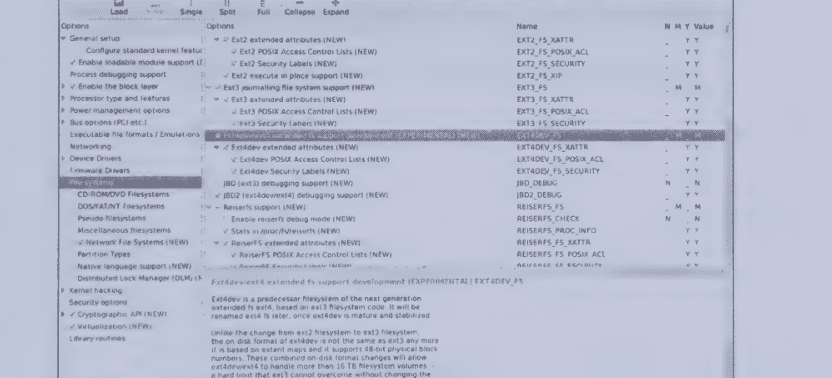 Load Single Split Full Collapse Expand
Options
General setup
Configure standard kernel featur
Enable loadable module support (
Process debugging support
Enable the block layer
Processor type and features
Power management options
Bus options (PCI etc.)
Executable file formats / Emulations
Networking
Device Drivers
Firmware Drivers
File systems
CD-ROM/DVD Filesystems
DOS/FAT/NT Filesystems
Pseudo filesystems
Miscellaneous filesystems
Network File Systems (NEW)
Partition Types
Native language support (NEW)
Distributed Lock Manager (DLM) (N
Kernel hacking
Security options
Cryptographic API (NEW)
Virtualization (NEW)
Library routines
Options Name N M Y Value
Ext2 extended attributes (NEW) EXT2_FS_XATTR _ Y Y
Ext2 POSIX Access Control Lists (NEW) EXT2_FS_POSIX_ACL _ Y Y
Ext2 Security Labels (NEW) EXT2_FS_SECURITY _ Y Y
Ext2 execute in place support (NEW) EXT2_FS_XIP _ Y Y
Ext3 journalling file system support (NEW) EXT3_FS _ M M
Ext3 extended attributes (NEW) EXT3_FS_XATTR _ Y Y
Ext3 POSIX Access Control Lists (NEW) EXT3_FS_POSIX_ACL Y Y
Ext3 Security Labels (NEW) EXT3_FS_SECURITY Y Y
Ext4dev/ext4 extended fs support development (EXPERIMENTAL) (NEW) EXT4DEV_FS _ M _ M
Ext4dev extended attributes (NEW) EXT4DEV_FS_XATTR Y Y
Ext4dev POSIX Access Control Lists (NEW) EXT4DEV_FS_POSIX_ACL _ Y Y
Ext4dev Security Labels (NEW) EXT4DEV_FS_SECURITY _ Y Y
JBD (ext3) debugging support (NEW) JBD_DEBUG N _ N
JBD2 (ext4dev/ext4) debugging support (NEW) JBD2_DEBUG _ Y Y
Reiserfs support (NEW) REISERFS_FS _ M _ M
Enable reiserfs debug mode (NEW) REISERFS_CHECK N _ N
Stats in /proc/fs/reiserfs (NEW) REISERFS_PROC_INFO Y Y
ReiserFS extended attributes (NEW) REISERFS_FS_XATTR Y Y
ReiserFS POSIX Access Control Lists (NEW) REISERFS_FS_POSIX_ACL Y Y
ReiserFS Security Labels (NEW) REISERFS_FS_SECURITY Y Y
Ext4dev/ext4 extended fs support development (EXPERIMENTAL) EXT4DEV_FS
Ext4dev is a predecessor filesystem of the next generation
extended fs ext4, based on ext3 filesystem code. It will be
renamed ext4 fs later, once ext4dev is mature and stabilized
Unlike the change from ext2 filesystem to ext3 filesystem,
the on disk format of ext4dev is not the same as ext3 any more
it is based on extent maps and it supports 48-bit physical block
numbers. These combined on-disk format changes will allow
ext4dev/ext4 to handle more than 16 TB filesystem volumes -
a hard limit that ext3 cannot overcome without changing the